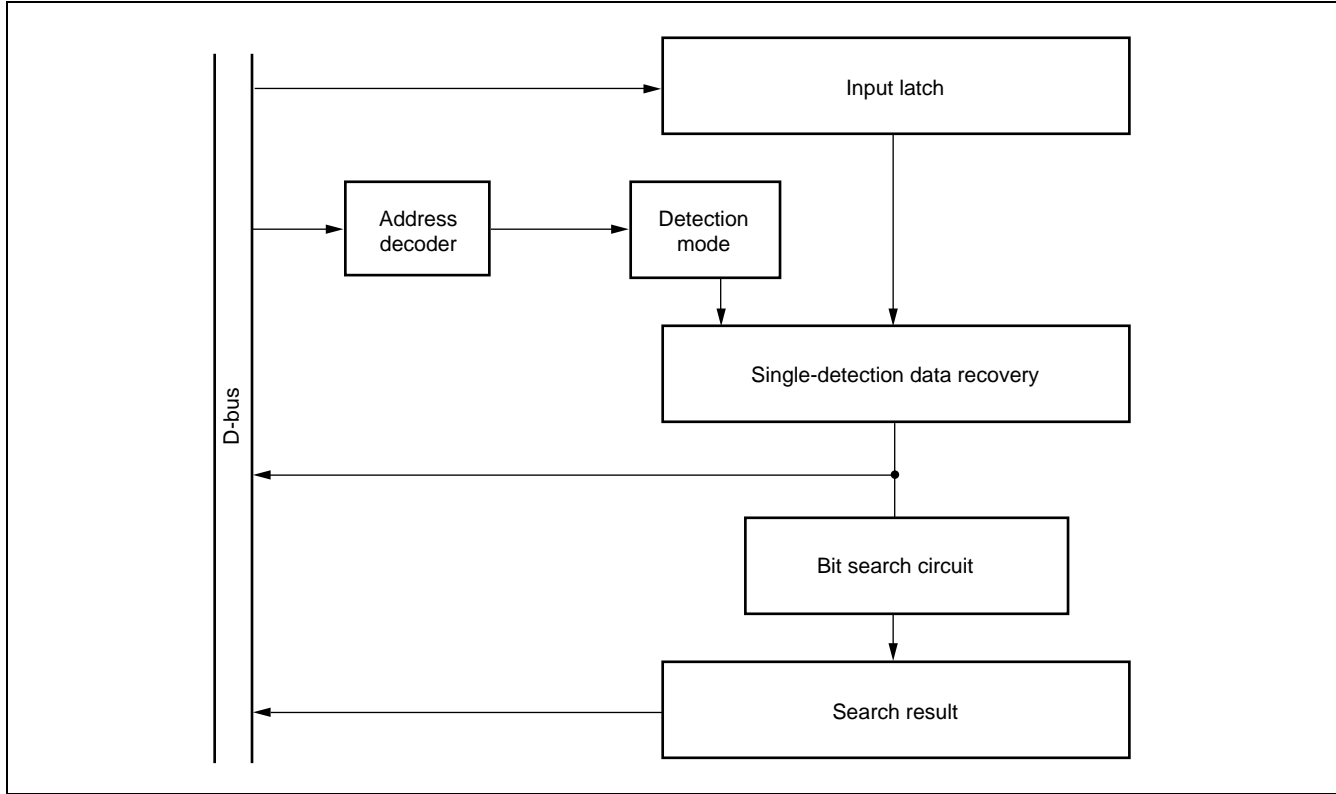 Input latch
Address
decoder
Detection
mode
Single-detection data recovery
D-bus
Bit search circuit
Search result